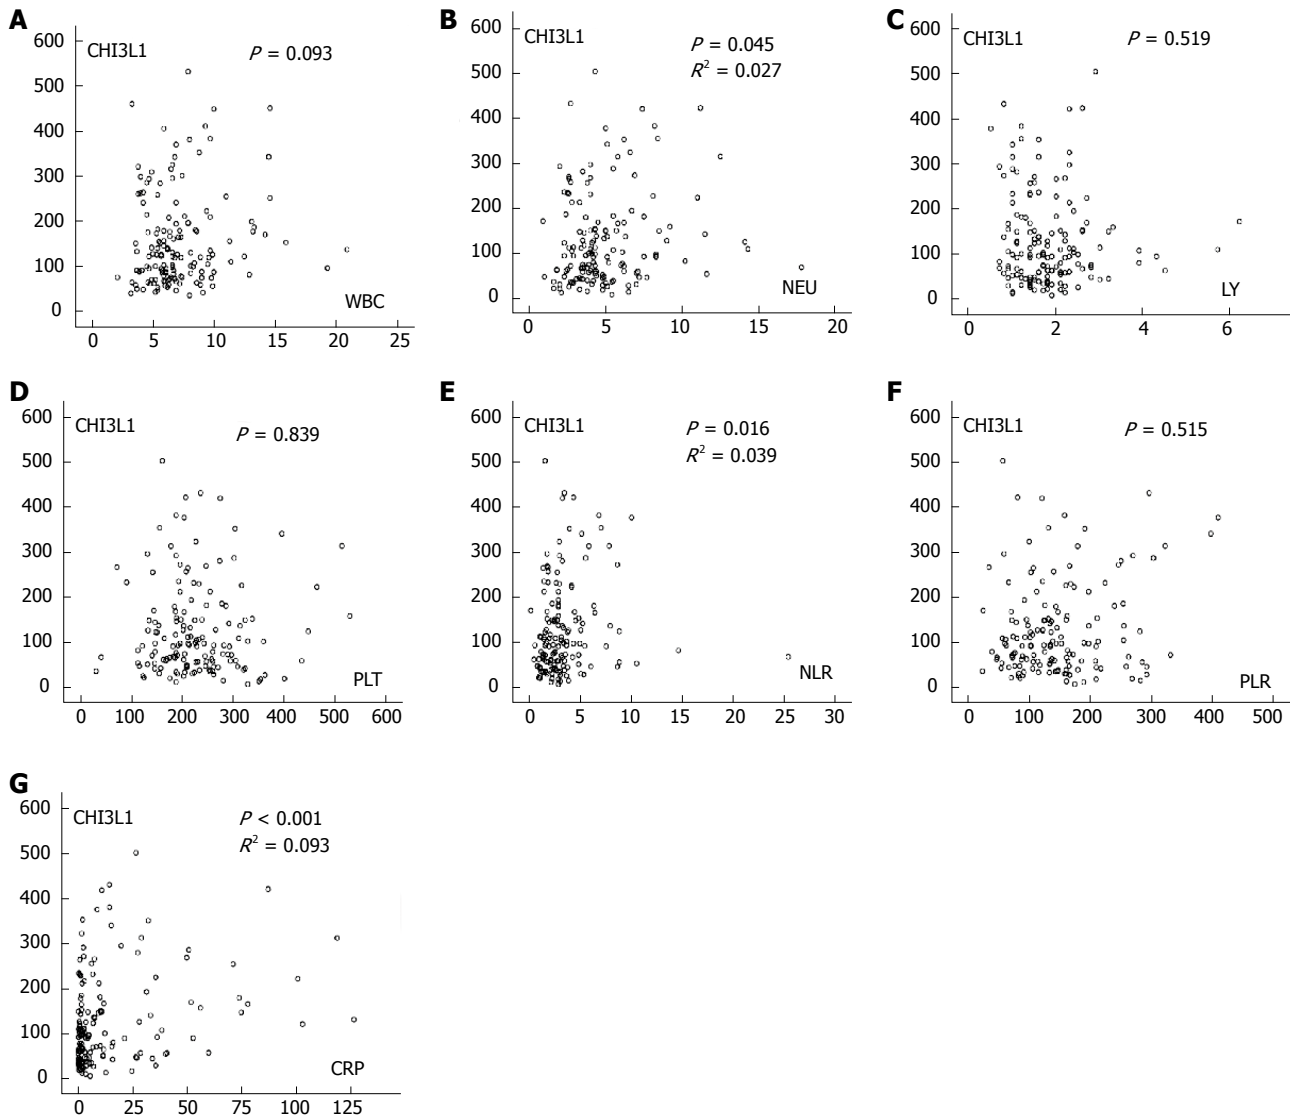 A
CHI3L1
P = 0.093
600
500
400
300
200
100
0
WBC
0 5 10 15 20 25
B
CHI3L1
P = 0.045
R² = 0.027
600
500
400
300
200
100
0
NEU
0 5 10 15 20
C
CHI3L1
P = 0.519
600
500
400
300
200
100
0
LY
0 2 4 6
D
CHI3L1
P = 0.839
600
500
400
300
200
100
0
PLT
0 100 200 300 400 500 600
E
CHI3L1
P = 0.016
R² = 0.039
600
500
400
300
200
100
0
NLR
0 5 10 15 20 25 30
F
CHI3L1
P = 0.515
600
500
400
300
200
100
0
PLR
0 100 200 300 400 500
G
CHI3L1
P < 0.001
R² = 0.093
600
500
400
300
200
100
0
CRP
0 25 50 75 100 125